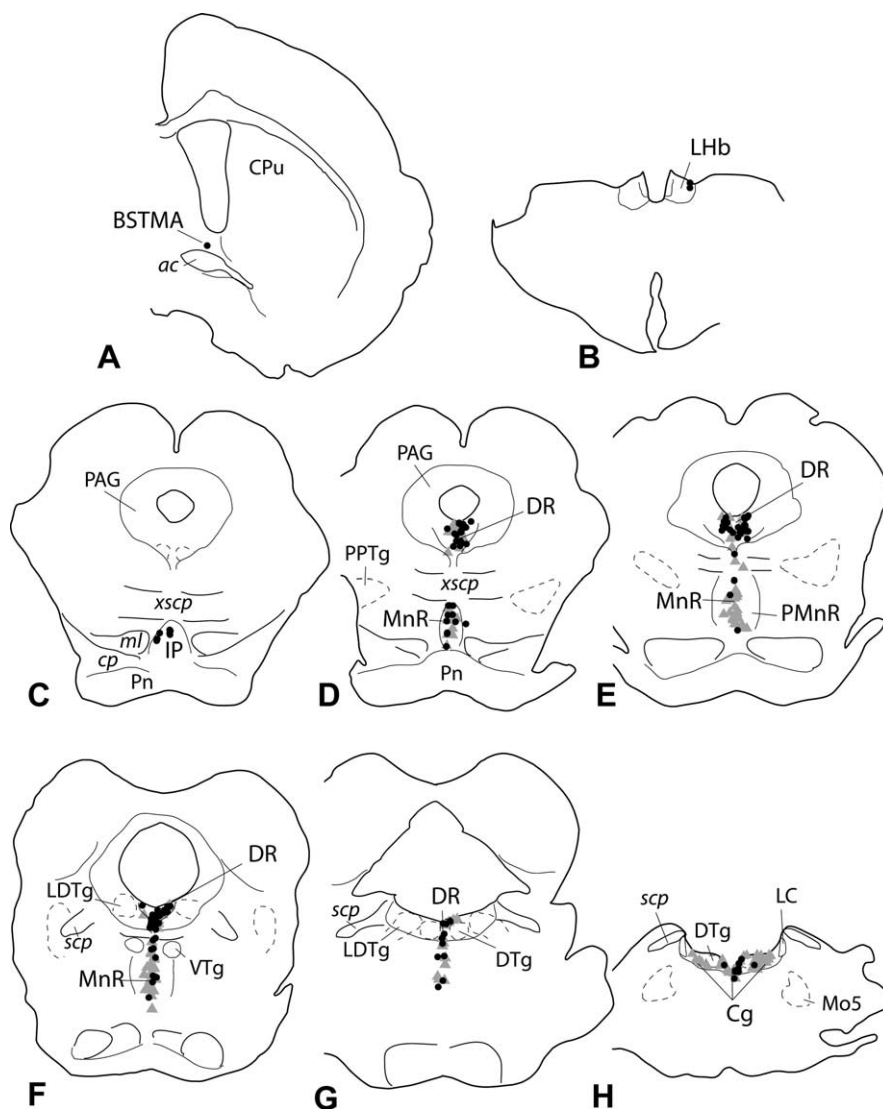 CPu
BSTMA
ac
A
LHb
B
PAG
xscp
ml
IP
cp
Pn
C
PAG
DR
PPTg
xscp
MnR
Pn
D
DR
MnR
PMnR
E
DR
LDTg
scp
VTg
MnR
F
DR
scp
LDTg
DTg
G
scp
LC
DTg
Cg
Mo5
H